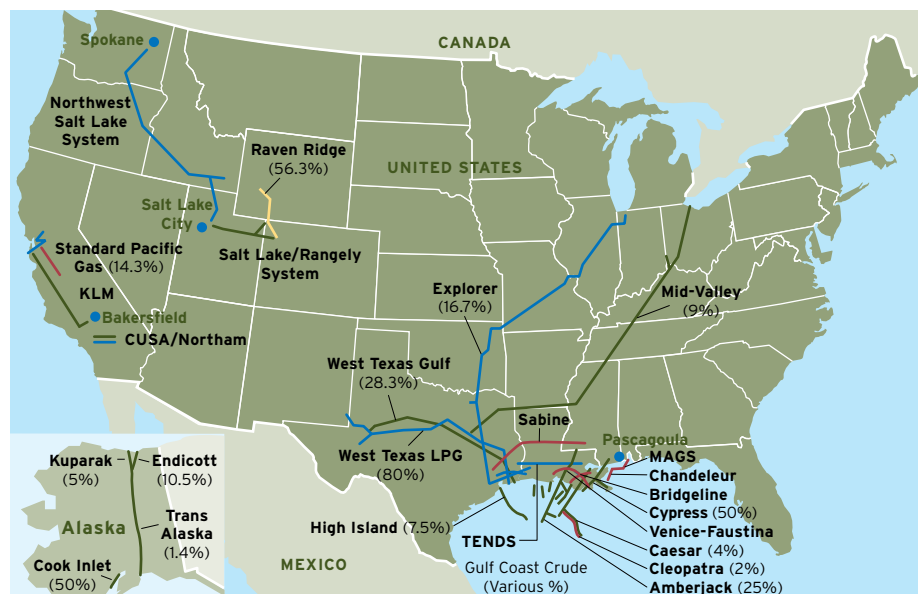 CANADA
Spokane
Northwest
Salt Lake
System
Raven Ridge
(56.3%)
UNITED STATES
Salt Lake
City
Standard Pacific
Gas (14.3%)
Salt Lake/Rangely
System
KLM
Explorer
(16.7%)
Mid-Valley
(9%)
Bakersfield
CUSA/Northam
West Texas Gulf
(28.3%)
Sabine
Pascagoula
West Texas LPG
(80%)
MAGS
Chandeleur
Bridgeline
Cypress (50%)
Venice-Faustina
Caesar (4%)
Cleopatra (2%)
Amberjack (25%)
High Island (7.5%)
TENDS
Gulf Coast Crude
(Various %)
MEXICO
Kuparak
(5%)
Endicott
(10.5%)
Alaska
Trans
Alaska
(1.4%)
Cook Inlet
(50%)